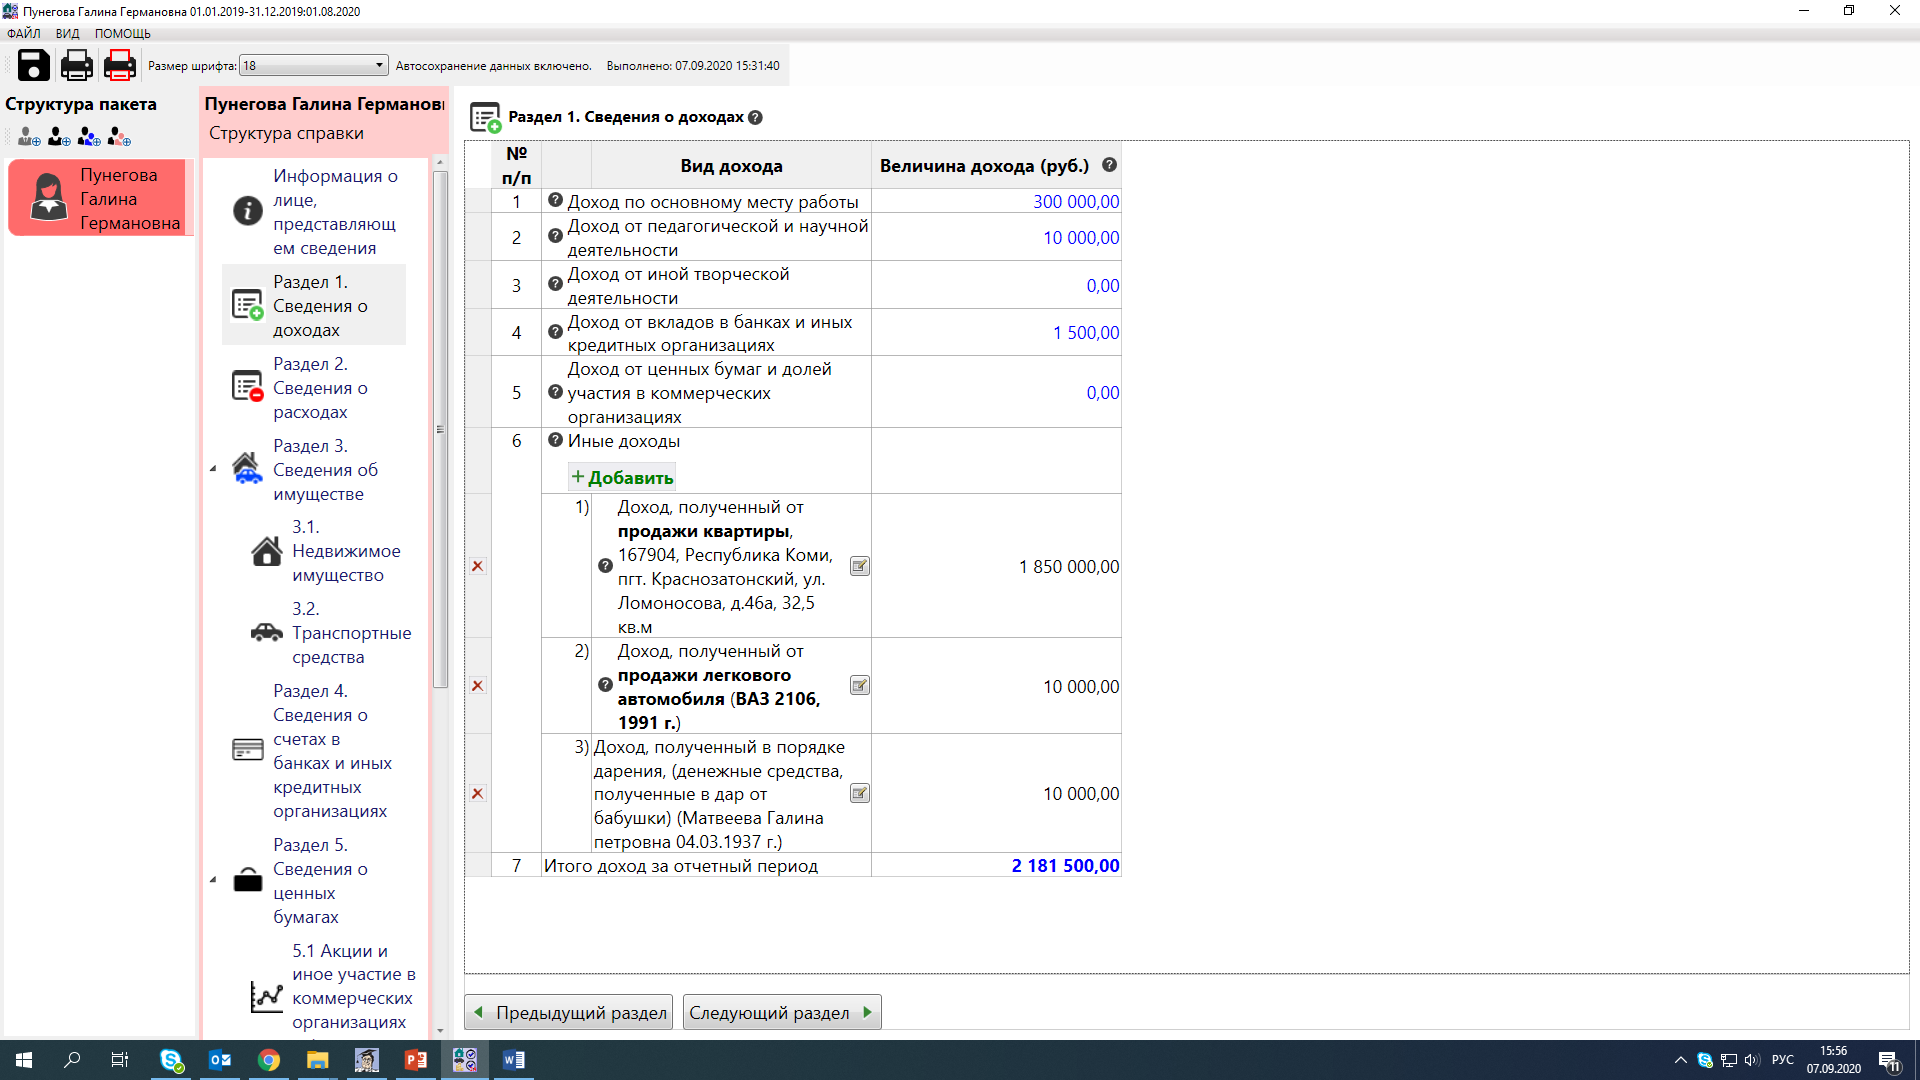 Пунегова Галина Германовна 01.01.2019-31.12.2019:01.08.2020
ФАЙЛ ВИД ПОМОЩЬ
Размер шрифта: 18 Автосохранение данных включено. Выполнено: 07.09.2020 15:31:40
Структура пакета
Пунегова
Галина
Германовна
Пунегова Галина Германовн
Структура справки
Информация о
лице,
представляющ
ем сведения
Раздел 1.
Сведения о
доходах
Раздел 2.
Сведения о
расходах
Раздел 3.
Сведения об
имуществе
3.1.
Недвижимое
имущество
3.2.
Транспортные
средства
Раздел 4.
Сведения о
счетах в
банках и иных
кредитных
организациях
Раздел 5.
Сведения о
ценных
бумагах
5.1 Акции и
иное участие в
коммерческих
организациях
Раздел 1. Сведения о доходах ?
№
п/п
Вид дохода
Величина дохода (руб.) ?
1 ? Доход по основному месту работы 300 000,00
2 ? Доход от педагогической и научной
деятельности 10 000,00
3 ? Доход от иной творческой
деятельности 0,00
4 ? Доход от вкладов в банках и иных
кредитных организациях 1 500,00
5 ? Доход от ценных бумаг и долей
участия в коммерческих
организациях 0,00
6 ? Иные доходы
+ Добавить
1) Доход, полученный от
продажи квартиры,
? 167904, Республика Коми,
пгт. Краснозатонский, ул.
Ломоносова, д.46а, 32,5
кв.м
1 850 000,00
2) Доход, полученный от
? продажи легкового
автомобиля (ВАЗ 2106,
1991 г.)
10 000,00
3) Доход, полученный в порядке
дарения, (денежные средства,
полученные в дар от
бабушки) (Матвеева Галина
петровна 04.03.1937 г.)
10 000,00
7 Итого доход за отчетный период 2 181 500,00
Предыдущий раздел
Следующий раздел
РУС
15:56
07.09.2020
11